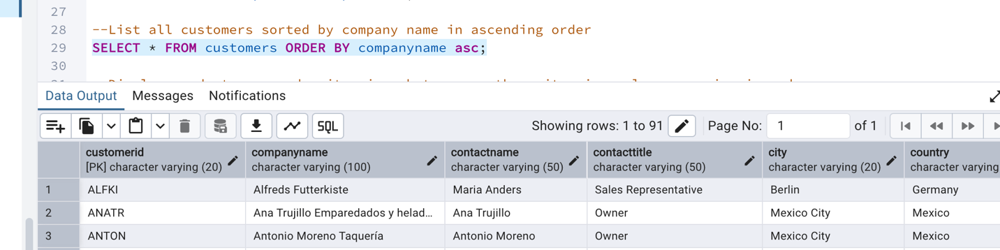 27
28 --List all customers sorted by company name in ascending order
29 SELECT * FROM customers ORDER BY companyname asc;
30
Data Output Messages Notifications
SQL Showing rows: 1 to 91 Page No: 1 of 1
customerid companyname contactname contacttitle city country
[PK] character varying (20) character varying (100) character varying (50) character varying (50) character varying (20) character varying
1 ALFKI Alfreds Futterkiste Maria Anders Sales Representative Berlin Germany
2 ANATR Ana Trujillo Emparedados y helad... Ana Trujillo Owner Mexico City Mexico
3 ANTON Antonio Moreno Taquería Antonio Moreno Owner Mexico City Mexico